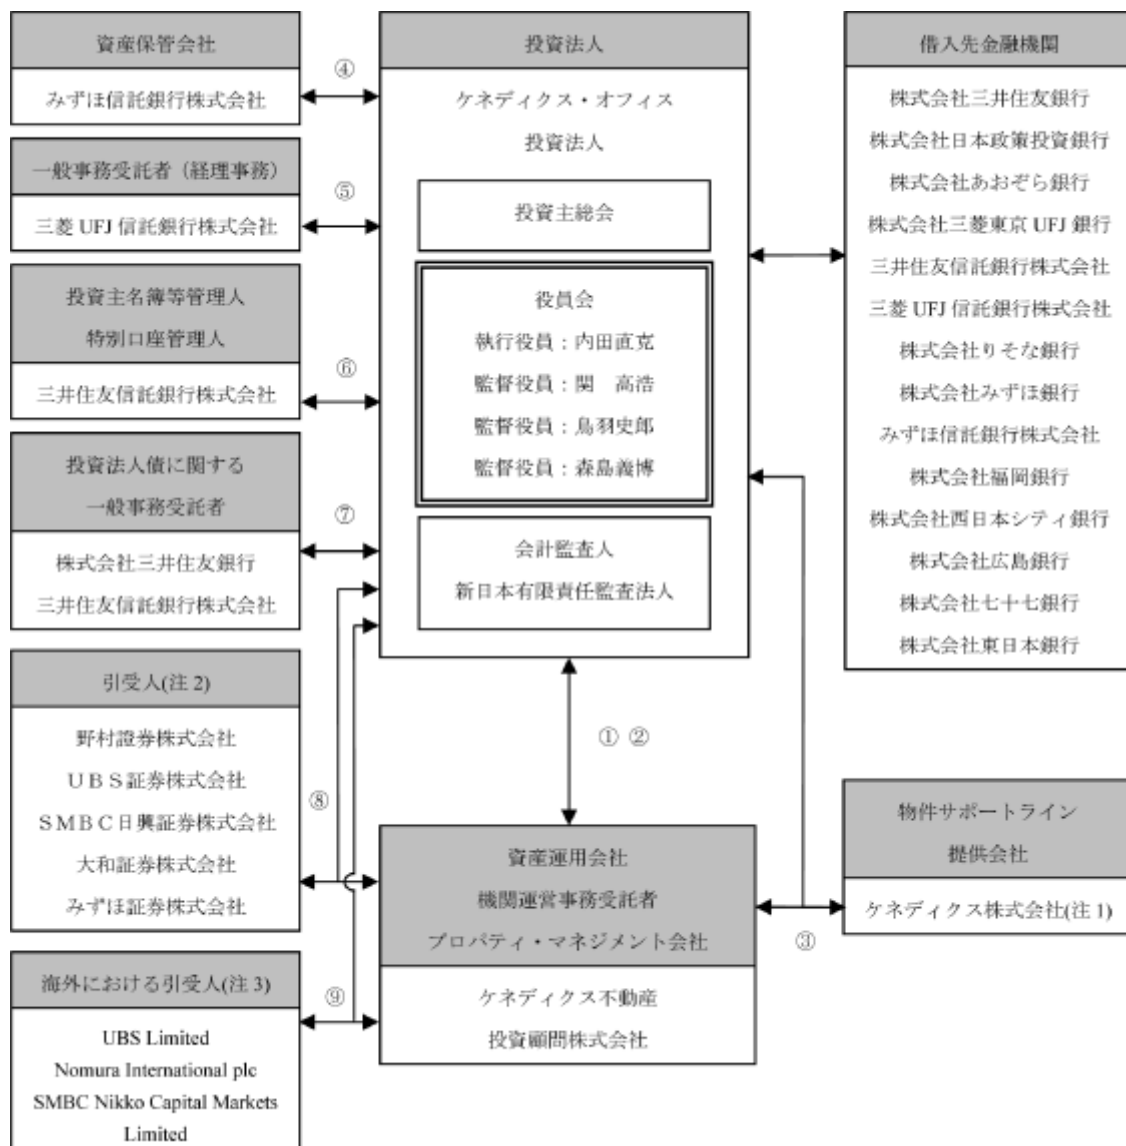 資産保管会社
みずほ信託銀行株式会社
④
一般事務受託者（経理事務）
三菱 UFJ 信託銀行株式会社
⑤
投資主名簿等管理人
特別口座管理人
三井住友信託銀行株式会社
⑥
投資法人債に関する
一般事務受託者
株式会社三井住友銀行
三井住友信託銀行株式会社
⑦
引受人(注 2)
野村證券株式会社
ＵＢＳ証券株式会社
ＳＭＢＣ日興証券株式会社
大和証券株式会社
みずほ証券株式会社
⑧
海外における引受人(注 3)
UBS Limited
Nomura International plc
SMBC Nikko Capital Markets
Limited
⑨
投資法人
ケネディクス・オフィス
投資法人
投資主総会
役員会
執行役員：内田直克
監督役員：関　高浩
監督役員：鳥羽史郎
監督役員：森島義博
会計監査人
新日本有限責任監査法人
① ②
資産運用会社
機関運営事務受託者
プロパティ・マネジメント会社
ケネディクス不動産
投資顧問株式会社
借入先金融機関
株式会社三井住友銀行
株式会社日本政策投資銀行
株式会社あおぞら銀行
株式会社三菱東京 UFJ 銀行
三井住友信託銀行株式会社
三菱 UFJ 信託銀行株式会社
株式会社りそな銀行
株式会社みずほ銀行
みずほ信託銀行株式会社
株式会社福岡銀行
株式会社西日本シティ銀行
株式会社広島銀行
株式会社七十七銀行
株式会社東日本銀行
物件サポートライン
提供会社
ケネディクス株式会社(注 1)
③